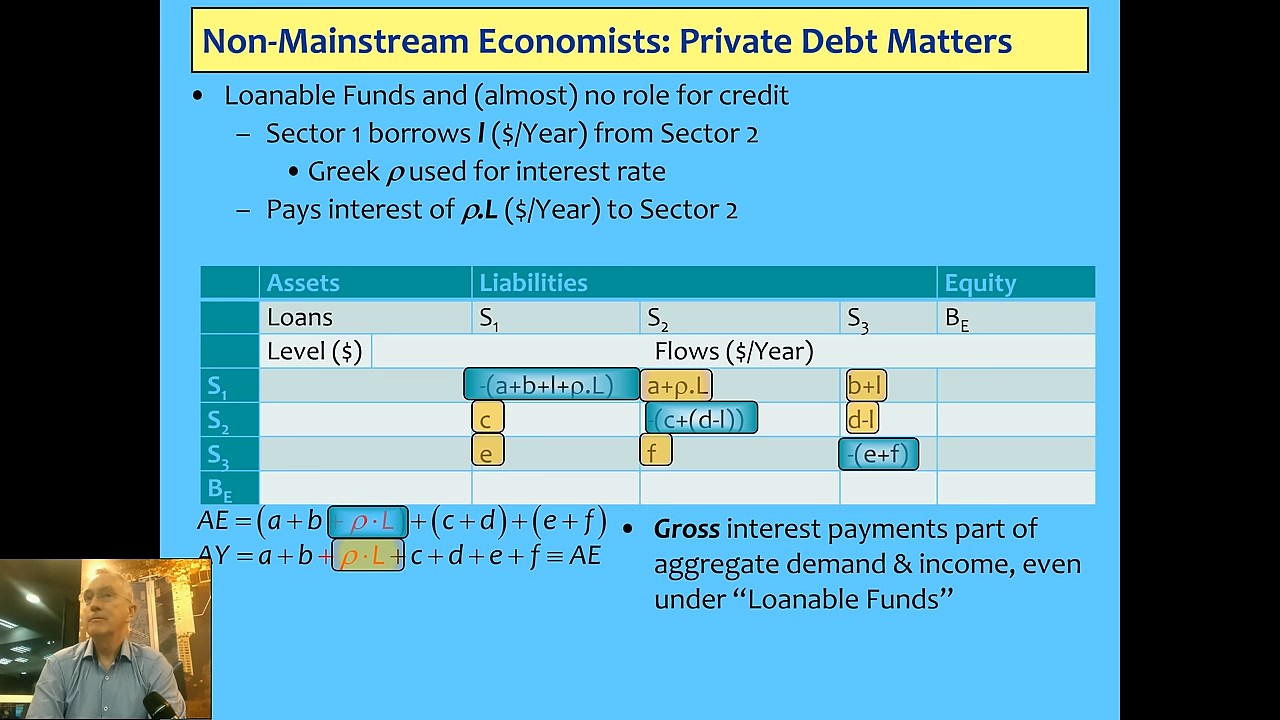 Non-Mainstream Economists: Private Debt Matters
• Loanable Funds and (almost) no role for credit
– Sector 1 borrows l ($/Year) from Sector 2
• Greek ρ used for interest rate
– Pays interest of ρ.L ($/Year) to Sector 2
Assets Liabilities Equity
Loans S1 S2 S3 BE
Level ($) Flows ($/Year)
S1 -(a+b+l+ρ.L) a+ρ.L b+l
S2 c -(c+(d-l)) d-l
S3 e f -(e+f)
BE
AE = (a + b + ρ · L) + (c + d) + (e + f)
AY = a + b + ρ · L + c + d + e + f ≡ AE
• Gross interest payments part of
aggregate demand & income, even
under “Loanable Funds”